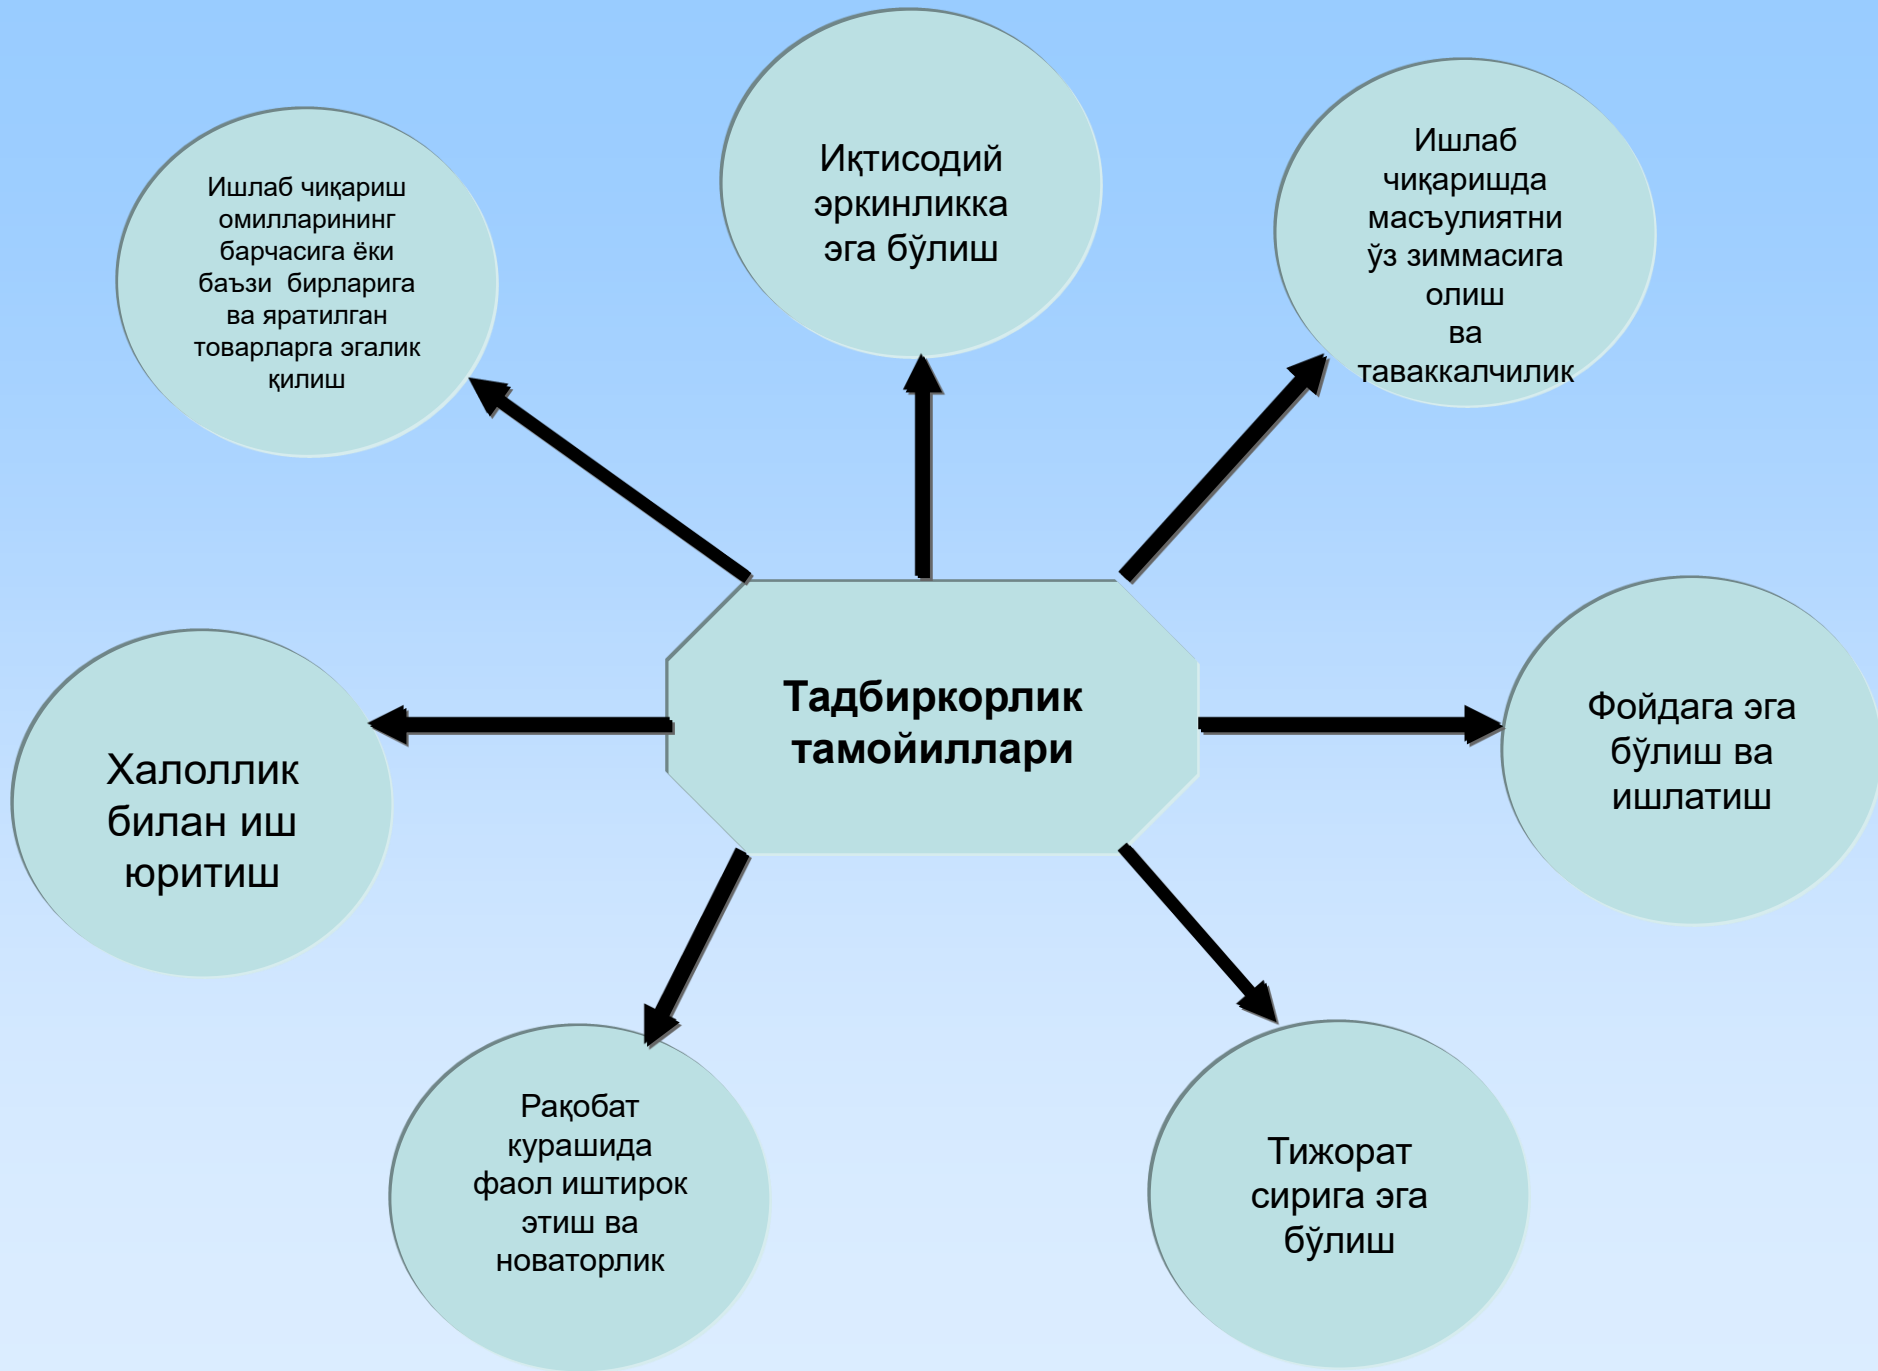 Иқтисодий
эркинликка
эга бўлиш
Ишлаб
чиқаришда
масъулиятни
ўз зиммасига
олиш
ва
таваккалчилик
Ишлаб чиқариш
омилларининг
барчасига ёки
баъзи бирларига
ва яратилган
товарларга эгалик
қилиш
Тадбиркорлик
тамойиллари
Фойдага эга
бўлиш ва
ишлатиш
Халоллик
билан иш
юритиш
Рақобат
курашида
фаол иштирок
этиш ва
новаторлик
Тижорат
сирига эга
бўлиш